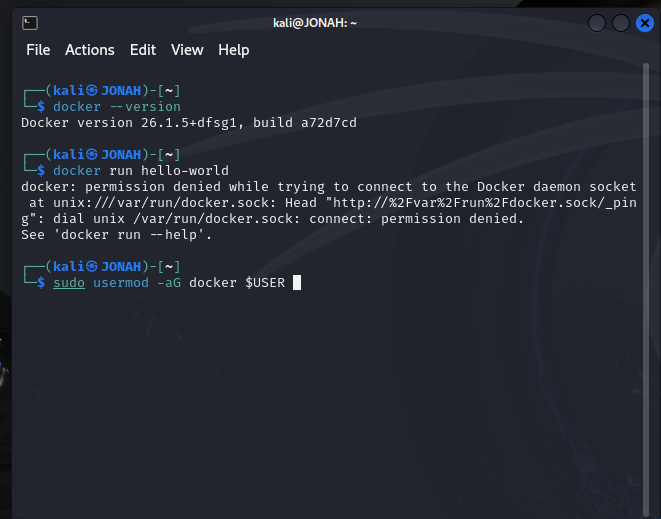 kali@JONAH: ~
File Actions Edit View Help
┌──(kali㉿JONAH)-[~]
└─$ docker --version
Docker version 26.1.5+dfsg1, build a72d7cd
┌──(kali㉿JONAH)-[~]
└─$ docker run hello-world
docker: permission denied while trying to connect to the Docker daemon socket
at unix:///var/run/docker.sock: Head "http://%2Fvar%2Frun%2Fdocker.sock/_pin
g": dial unix /var/run/docker.sock: connect: permission denied.
See 'docker run --help'.
┌──(kali㉿JONAH)-[~]
└─$ sudo usermod -aG docker $USER